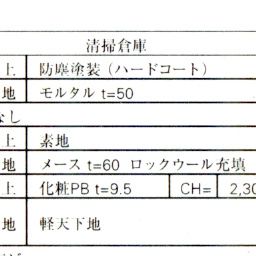 清掃倉庫
上 防塵塗装（ハードコート）
地 モルタル t=50
なし
上 素地
地 メース t=60 ロックウール充填
上 化粧PB t=9.5 CH= 2,30
地 軽天下地